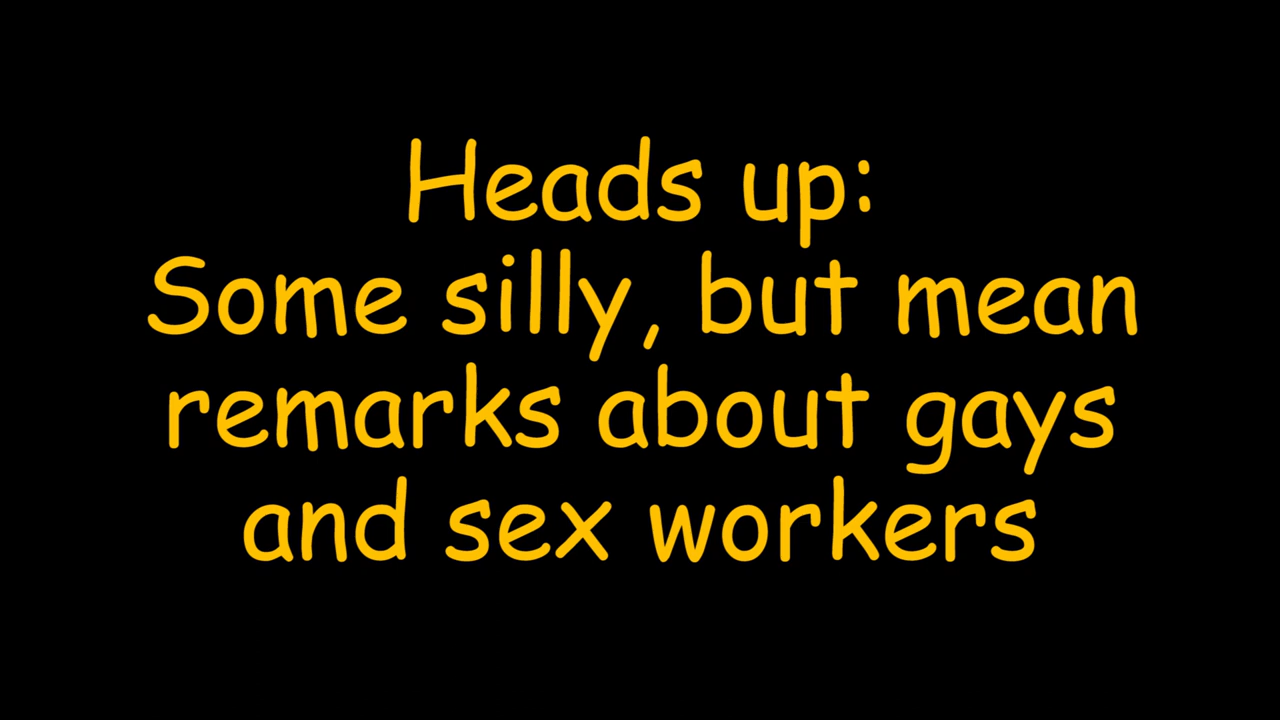 Heads up:
Some silly, but mean
remarks about gays
and sex workers